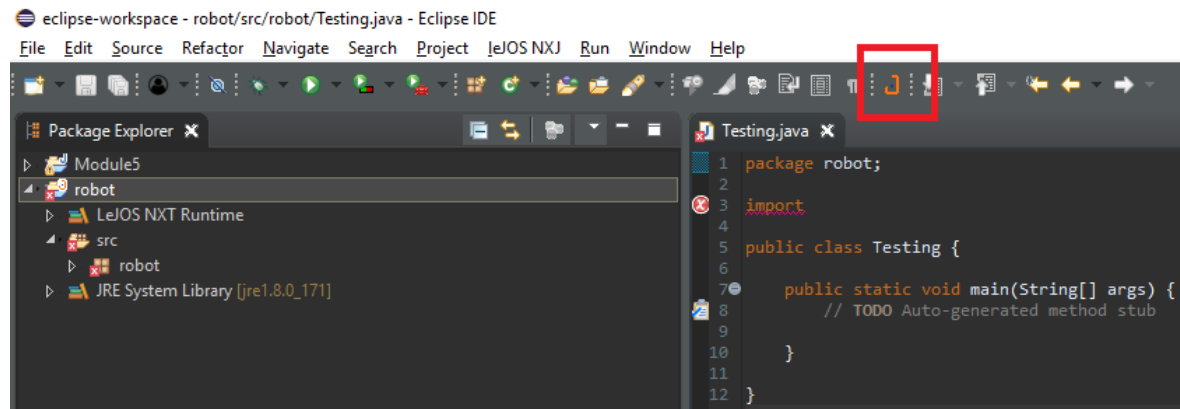 eclipse-workspace - robot/src/robot/Testing.java - Eclipse IDE
File Edit Source Refactor Navigate Search Project leJOS NXJ Run Window Help
Package Explorer
Testing.java
Module5
robot
LeJOS NXT Runtime
src
robot
JRE System Library [jre1.8.0_171]
1 package robot;
2
3 import
4
5 public class Testing {
6
7 public static void main(String[] args) {
8 // TODO Auto-generated method stub
9
10 }
11
12 }